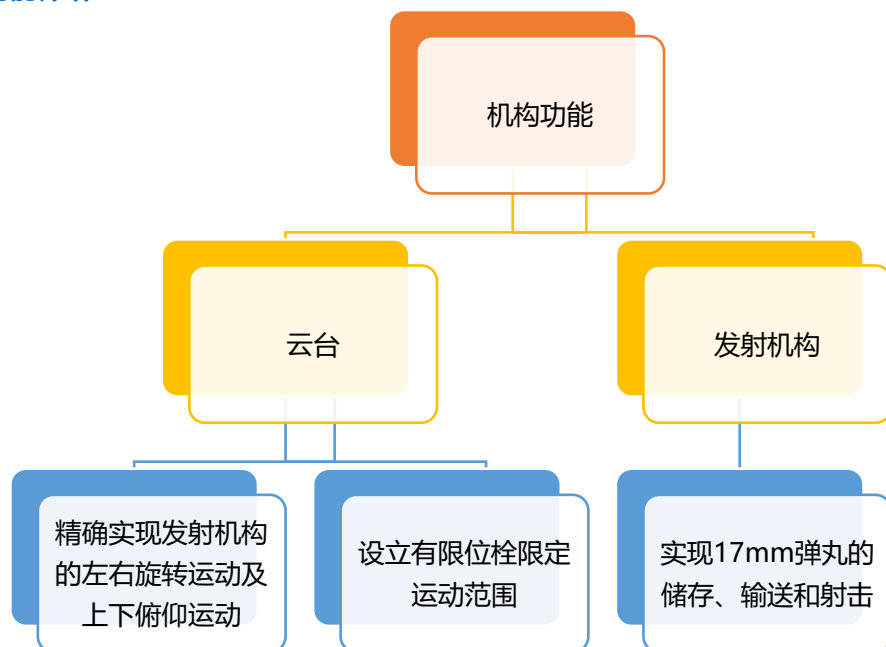 机构功能
云台
发射机构
精确实现发射机构
的左右旋转运动及
上下俯仰运动
设立有限位栓限定
运动范围
实现17mm弹丸的
储存、输送和射击